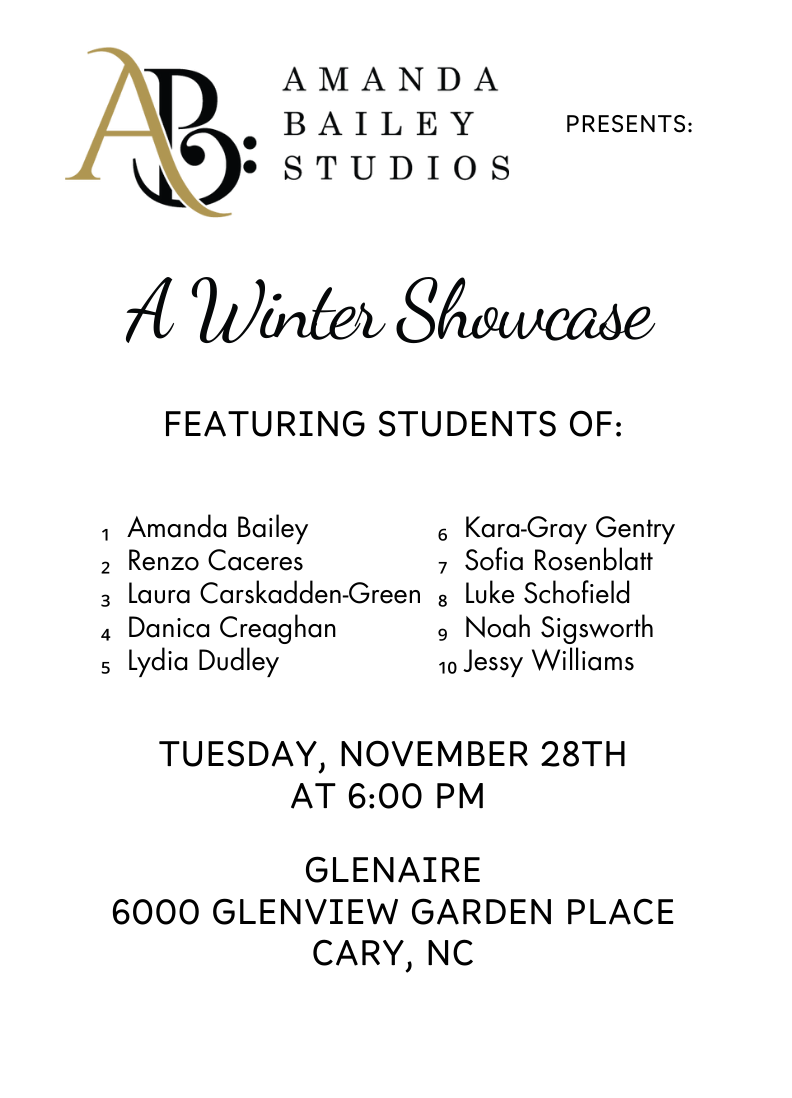 AB:
AMANDA
BAILEY
STUDIOS
PRESENTS:
A Winter Showcase
FEATURING STUDENTS OF:
1 Amanda Bailey
2 Renzo Caceres
3 Laura Carskadden-Green
4 Danica Creaghan
5 Lydia Dudley
6 Kara-Gray Gentry
7 Sofia Rosenblatt
8 Luke Schofield
9 Noah Sigsworth
10 Jessy Williams
TUESDAY, NOVEMBER 28TH
AT 6:00 PM
GLENAIRE
6000 GLENVIEW GARDEN PLACE
CARY, NC